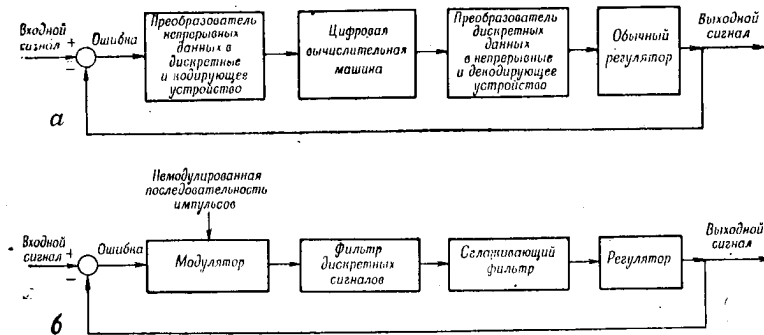 Входной
сигнал
+
−
Ошибка
Преобразователь
непрерывных
данных в
дискретные
и кодирующее
устройство
Цифровая
вычислительная
машина
Преобразователь
дискретных
данных
в непрерывные
и декодирующее
устройство
Обычный
регулятор
Выходной
сигнал
а
Немодулированная
последовательность
импульсов
Входной
сигнал
+
−
Ошибка
Модулятор
Фильтр
дискретных
сигналов
Сглаживающий
фильтр
Регулятор
Выходной
сигнал
б